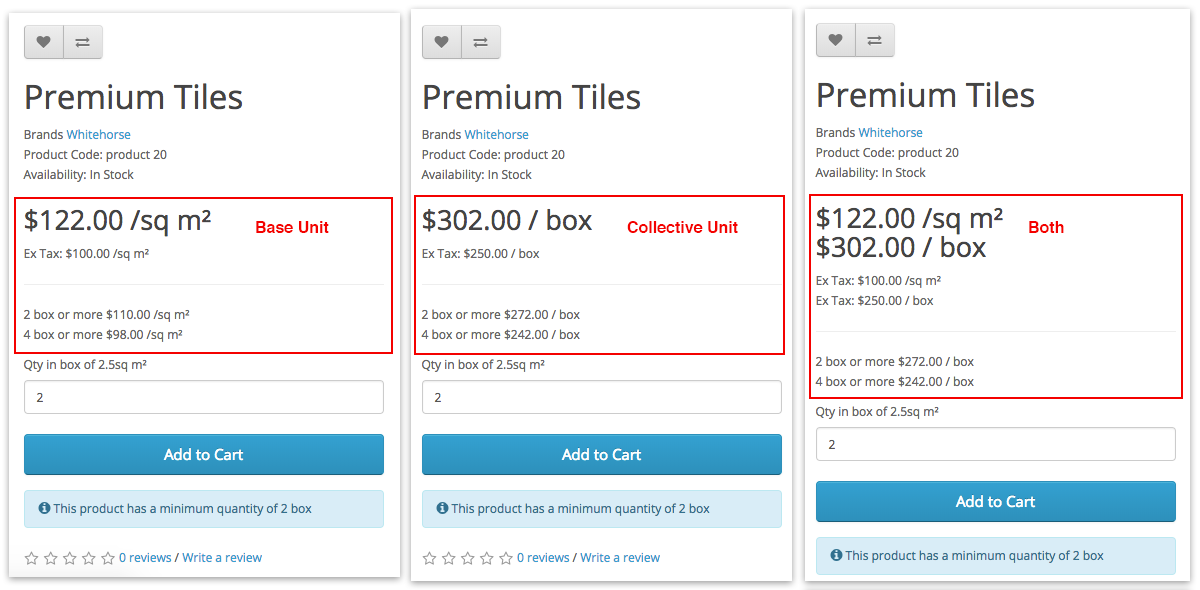 Premium Tiles
Brands Whitehorse
Product Code: product 20
Availability: In Stock
$122.00 /sq m²
Base Unit
Ex Tax: $100.00 /sq m²
2 box or more $110.00 /sq m²
4 box or more $98.00 /sq m²
Qty in box of 2.5sq m²
2
Add to Cart
This product has a minimum quantity of 2 box
0 reviews / Write a review
Premium Tiles
Brands Whitehorse
Product Code: product 20
Availability: In Stock
$302.00 / box
Collective Unit
Ex Tax: $250.00 / box
2 box or more $272.00 / box
4 box or more $242.00 / box
Qty in box of 2.5sq m²
2
Add to Cart
This product has a minimum quantity of 2 box
0 reviews / Write a review
Premium Tiles
Brands Whitehorse
Product Code: product 20
Availability: In Stock
$122.00 /sq m²
Both
$302.00 / box
Ex Tax: $100.00 /sq m²
Ex Tax: $250.00 / box
2 box or more $272.00 / box
4 box or more $242.00 / box
Qty in box of 2.5sq m²
2
Add to Cart
This product has a minimum quantity of 2 box